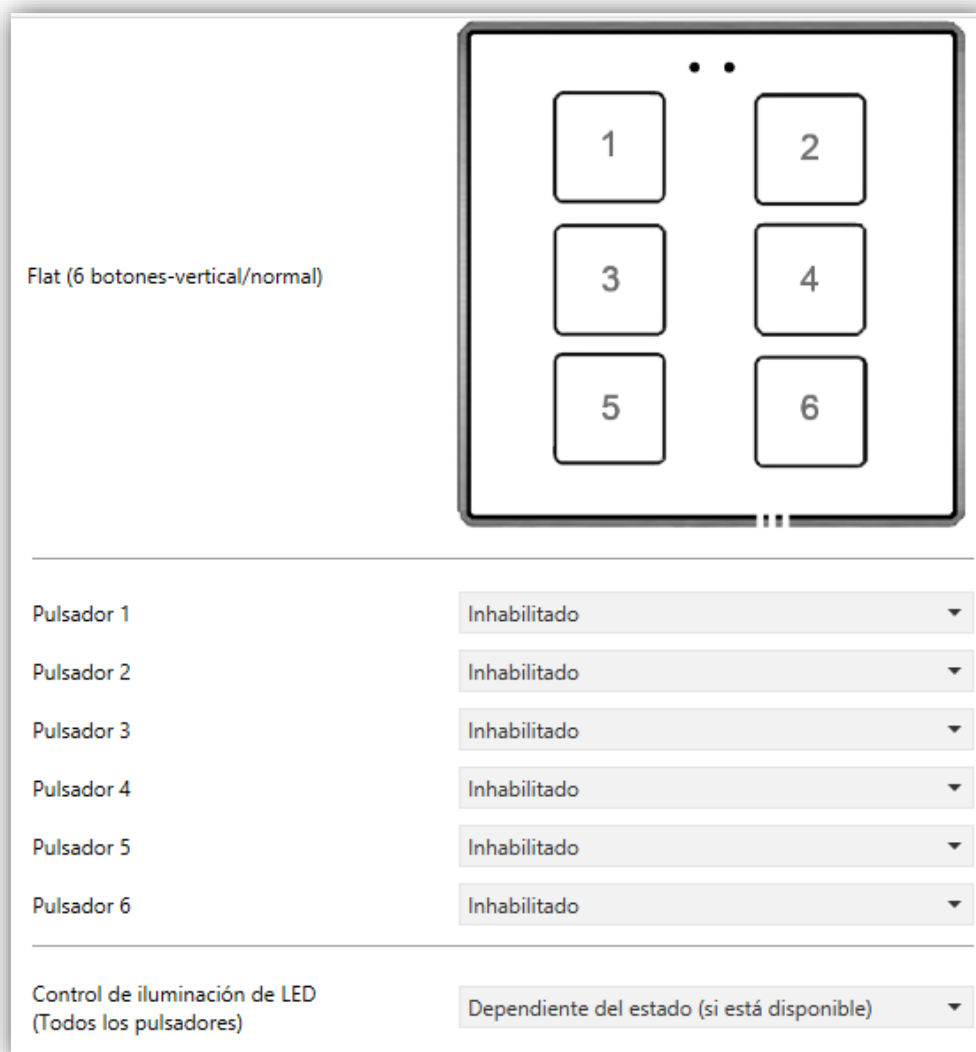 1 2
Flat (6 botones-vertical/normal)
3 4
5 6
Pulsador 1 Inhabilitado
Pulsador 2 Inhabilitado
Pulsador 3 Inhabilitado
Pulsador 4 Inhabilitado
Pulsador 5 Inhabilitado
Pulsador 6 Inhabilitado
Control de iluminación de LED
(Todos los pulsadores)
Dependiente del estado (si está disponible)